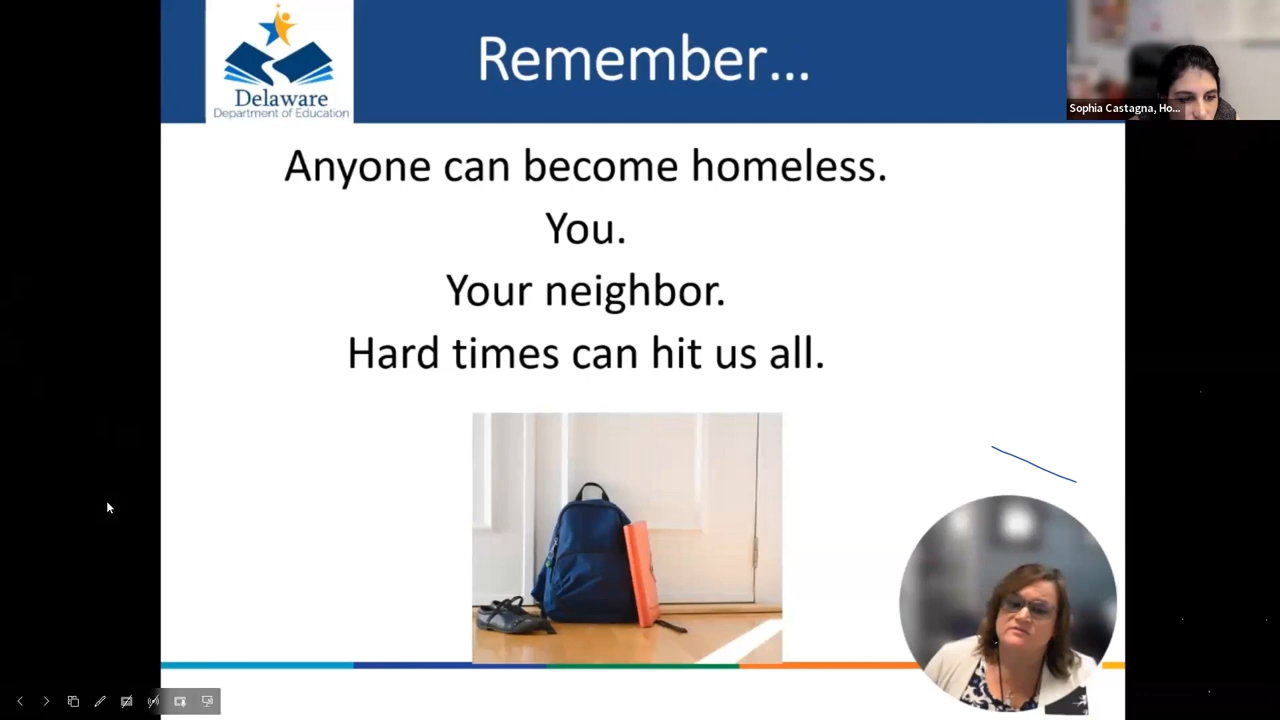 Delaware
Department of Education
Remember...
Sophia Castagna, Ho...
Anyone can become homeless.
You.
Your neighbor.
Hard times can hit us all.